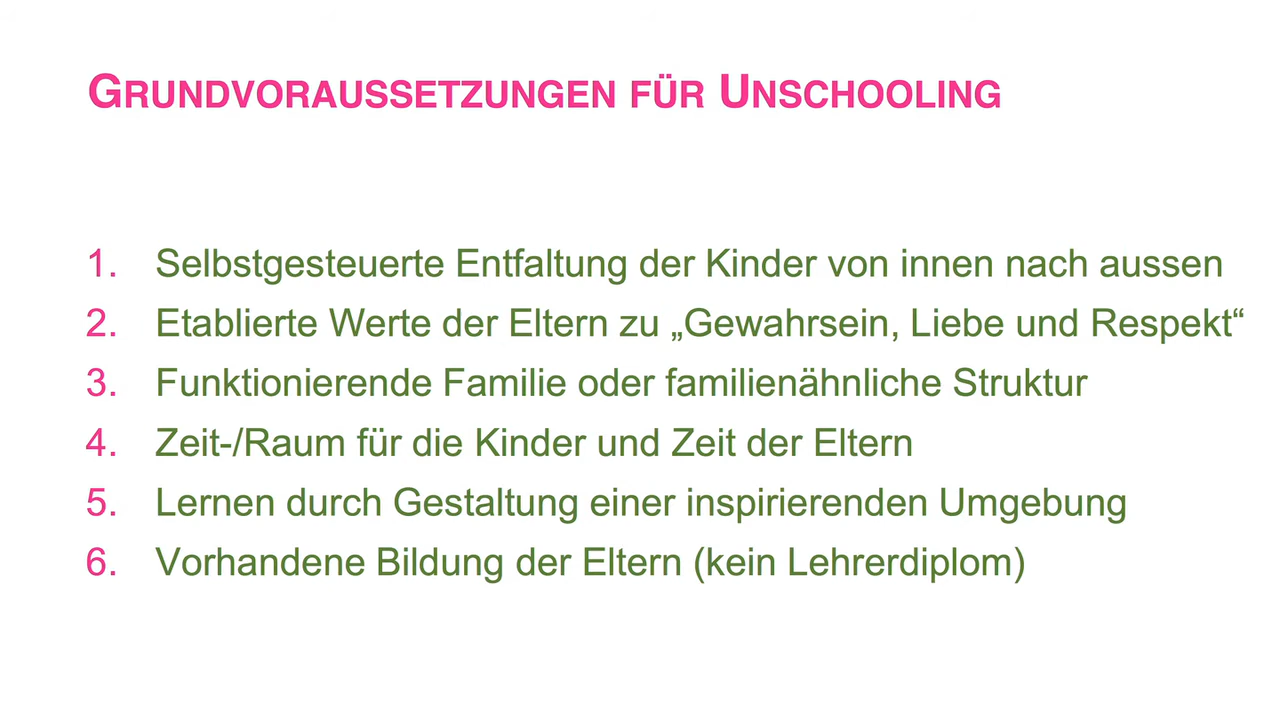 GRUNDVORAUSSETZUNGEN FÜR UNSCHOOLING
1. Selbstgesteuerte Entfaltung der Kinder von innen nach aussen
2. Etablierte Werte der Eltern zu „Gewahrsein, Liebe und Respekt“
3. Funktionierende Familie oder familienähnliche Struktur
4. Zeit-/Raum für die Kinder und Zeit der Eltern
5. Lernen durch Gestaltung einer inspirierenden Umgebung
6. Vorhandene Bildung der Eltern (kein Lehrerdiplom)